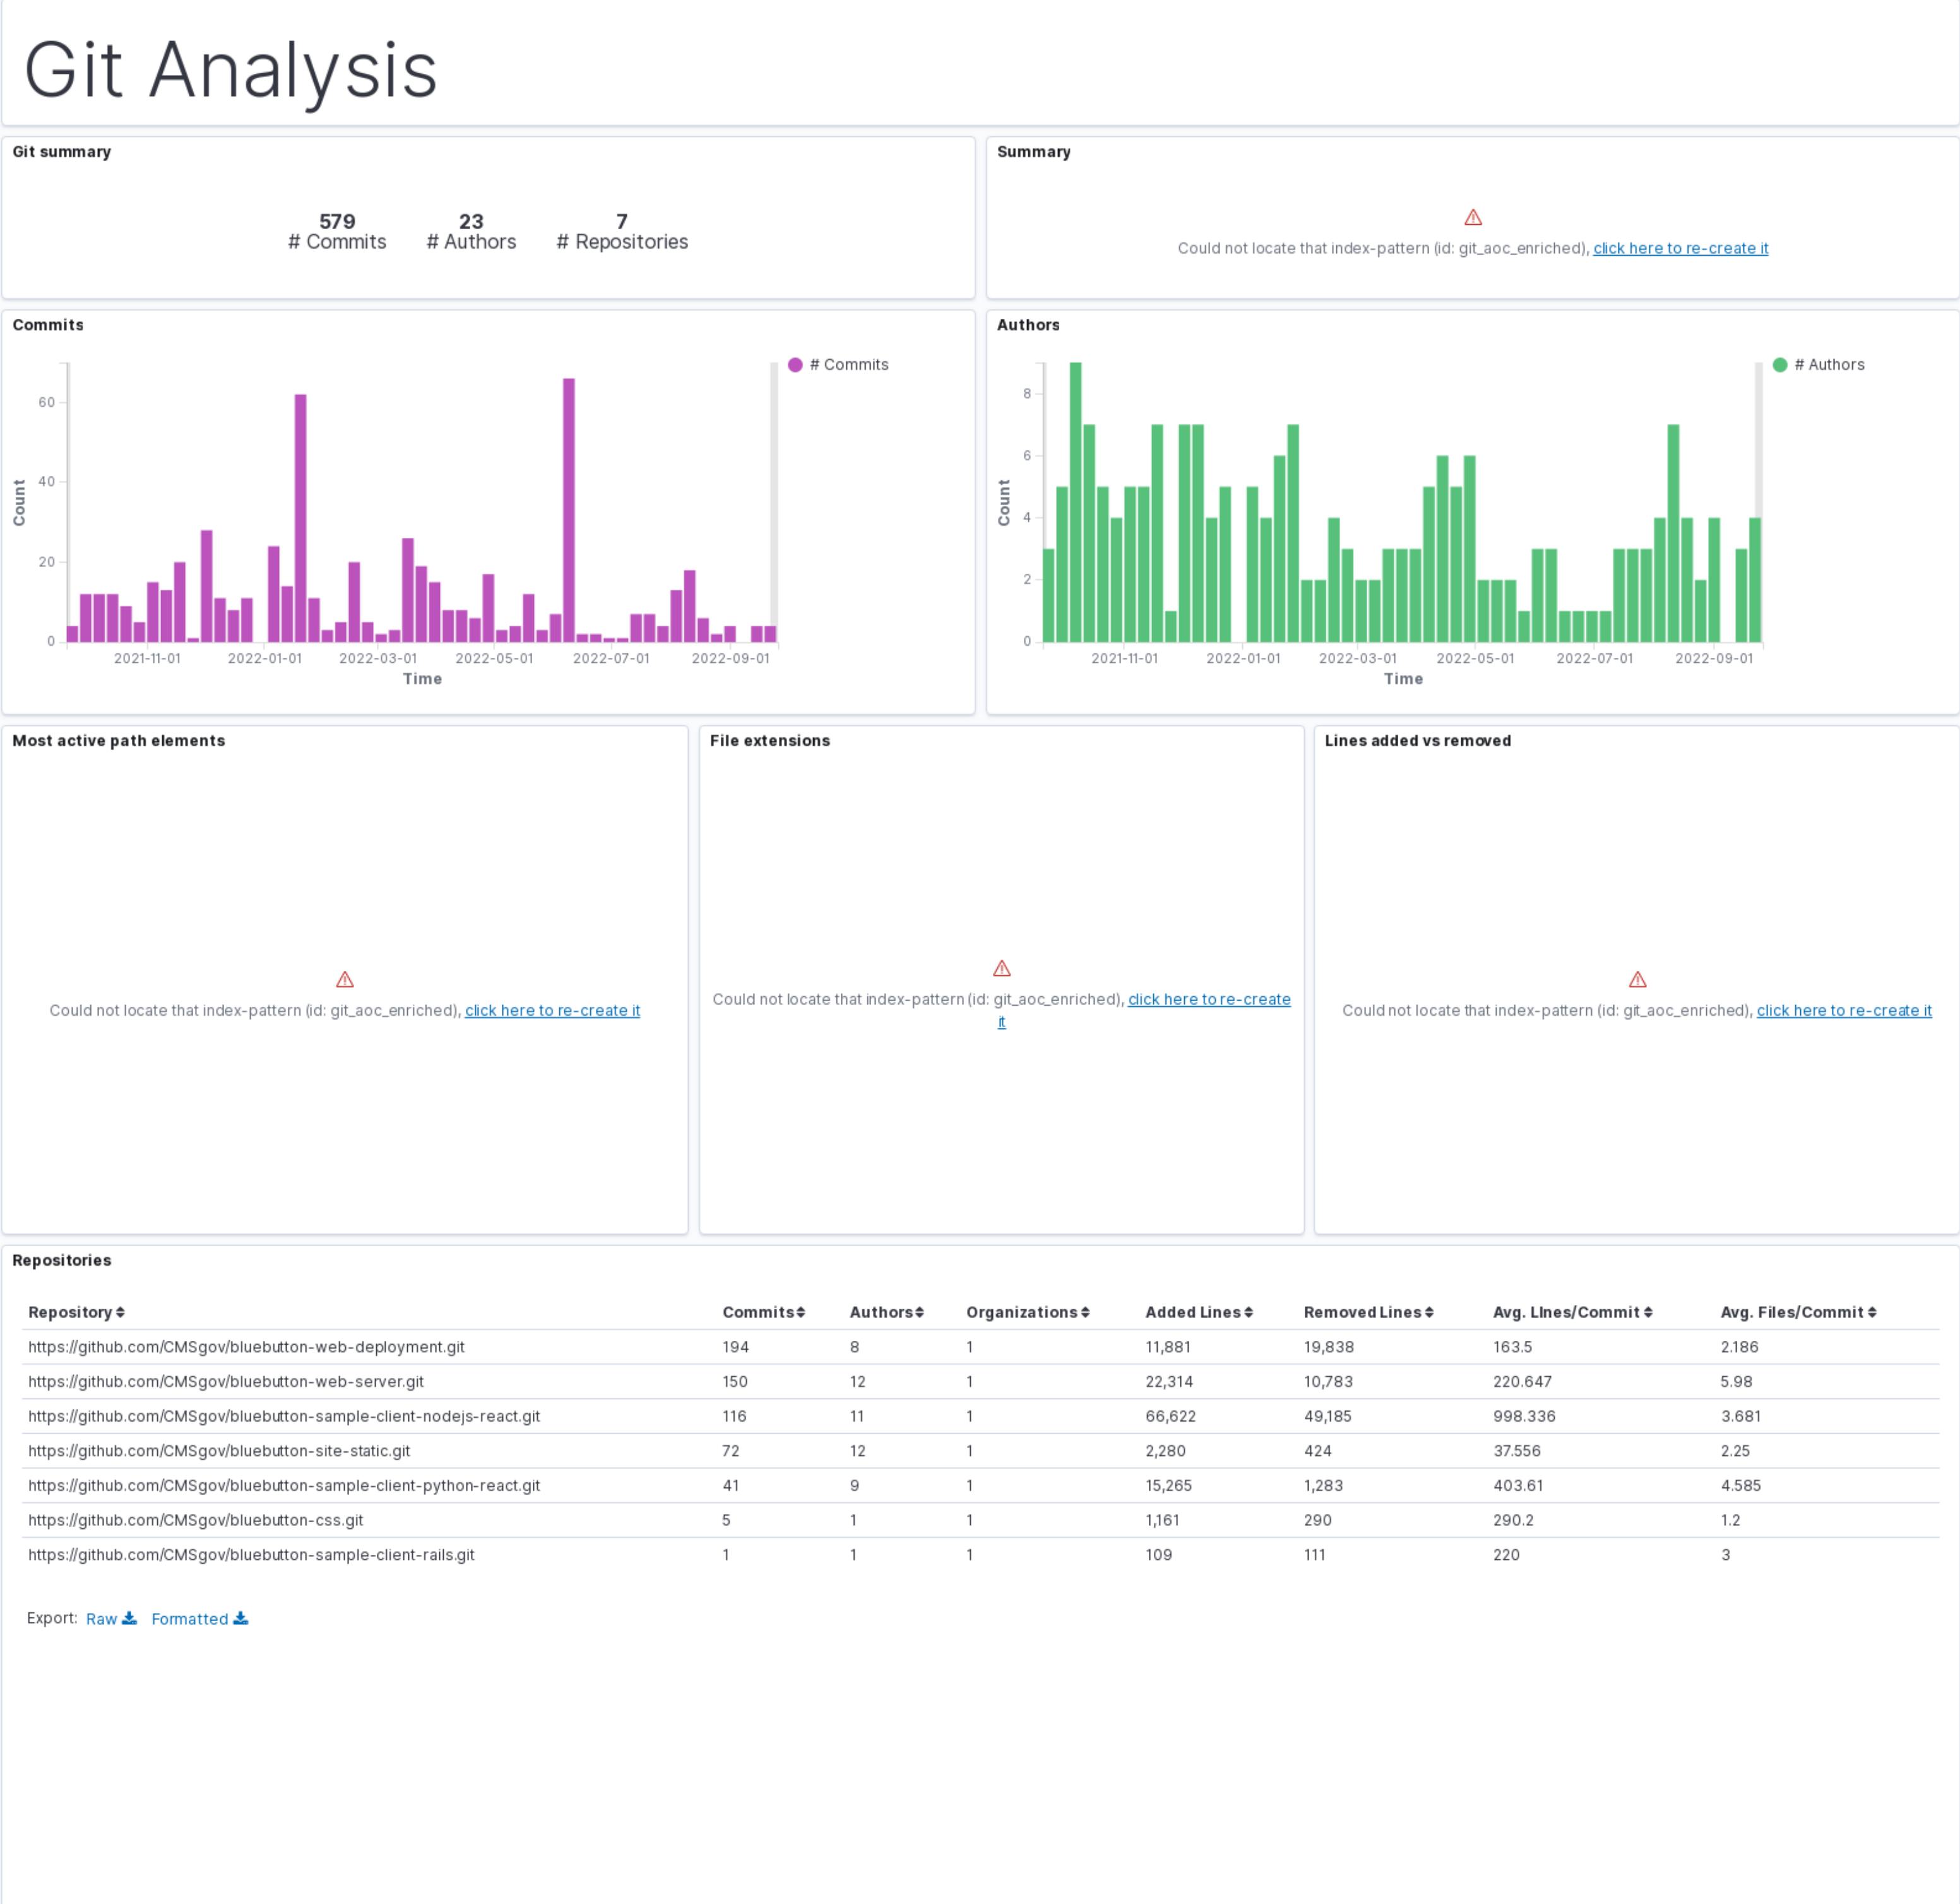 Git Analysis
Git summary
579
# Commits
23
# Authors
7
# Repositories
Summary
Could not locate that index-pattern (id: git_aoc_enriched), click here to re-create it
Commits
# Commits
60
40
20
0
Count
2021-11-01 2022-01-01 2022-03-01 2022-05-01 2022-07-01 2022-09-01
Time
Authors
# Authors
8
6
4
2
0
Count
2021-11-01 2022-01-01 2022-03-01 2022-05-01 2022-07-01 2022-09-01
Time
Most active path elements
Could not locate that index-pattern (id: git_aoc_enriched), click here to re-create it
File extensions
Could not locate that index-pattern (id: git_aoc_enriched), click here to re-create
it
Lines added vs removed
Could not locate that index-pattern (id: git_aoc_enriched), click here to re-create it
Repositories
Repository Commits Authors Organizations Added Lines Removed Lines Avg. LInes/Commit Avg. Files/Commit
https://github.com/CMSgov/bluebutton-web-deployment.git 194 8 1 11,881 19,838 163.5 2.186
https://github.com/CMSgov/bluebutton-web-server.git 150 12 1 22,314 10,783 220.647 5.98
https://github.com/CMSgov/bluebutton-sample-client-nodejs-react.git 116 11 1 66,622 49,185 998.336 3.681
https://github.com/CMSgov/bluebutton-site-static.git 72 12 1 2,280 424 37.556 2.25
https://github.com/CMSgov/bluebutton-sample-client-python-react.git 41 9 1 15,265 1,283 403.61 4.585
https://github.com/CMSgov/bluebutton-css.git 5 1 1 1,161 290 290.2 1.2
https://github.com/CMSgov/bluebutton-sample-client-rails.git 1 1 1 109 111 220 3
Export: Raw Formatted